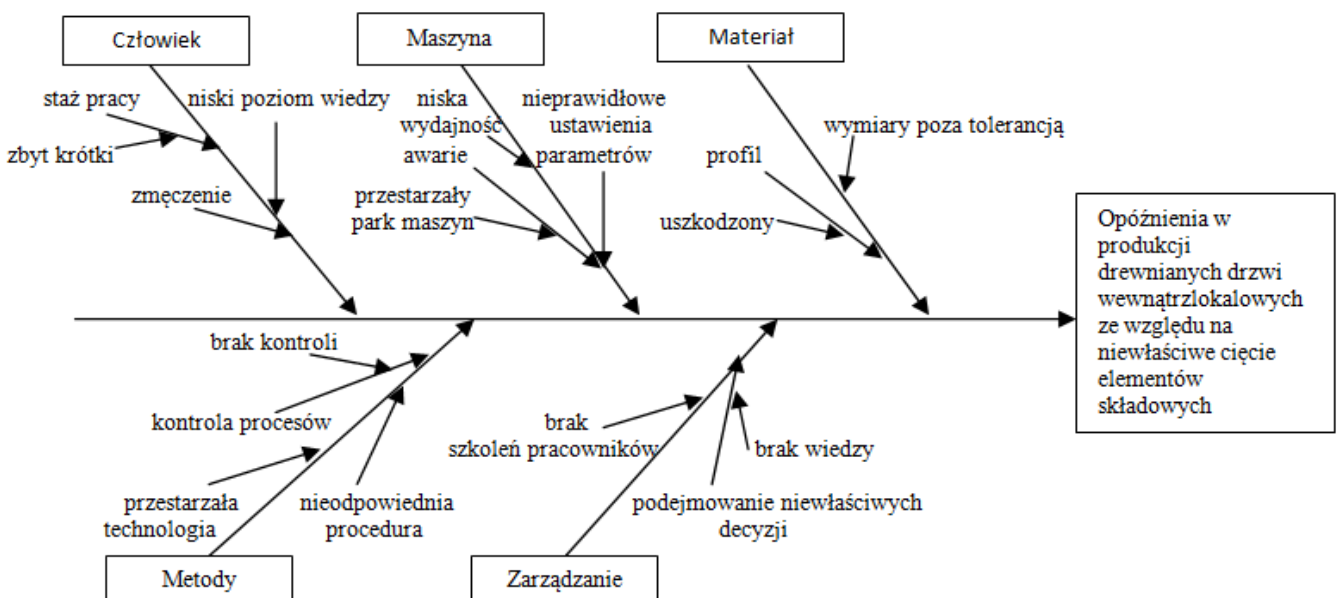 Człowiek
Maszyna
Materiał
staż pracy
niski poziom wiedzy
zbyt krótki
zmęczenie
niska
wydajność
nieprawidłowe
ustawienia
parametrów
awarie
przestarzały
park maszyn
wymiary poza tolerancją
profil
uszkodzony
Opóźnienia w
produkcji
drewnianych drzwi
wewnątrzlokalowych
ze względu na
niewłaściwe cięcie
elementów
składowych
brak kontroli
kontrola procesów
przestarzała
technologia
nieodpowiednia
procedura
brak
szkoleń pracowników
brak wiedzy
podejmowanie niewłaściwych
decyzji
Metody
Zarządzanie